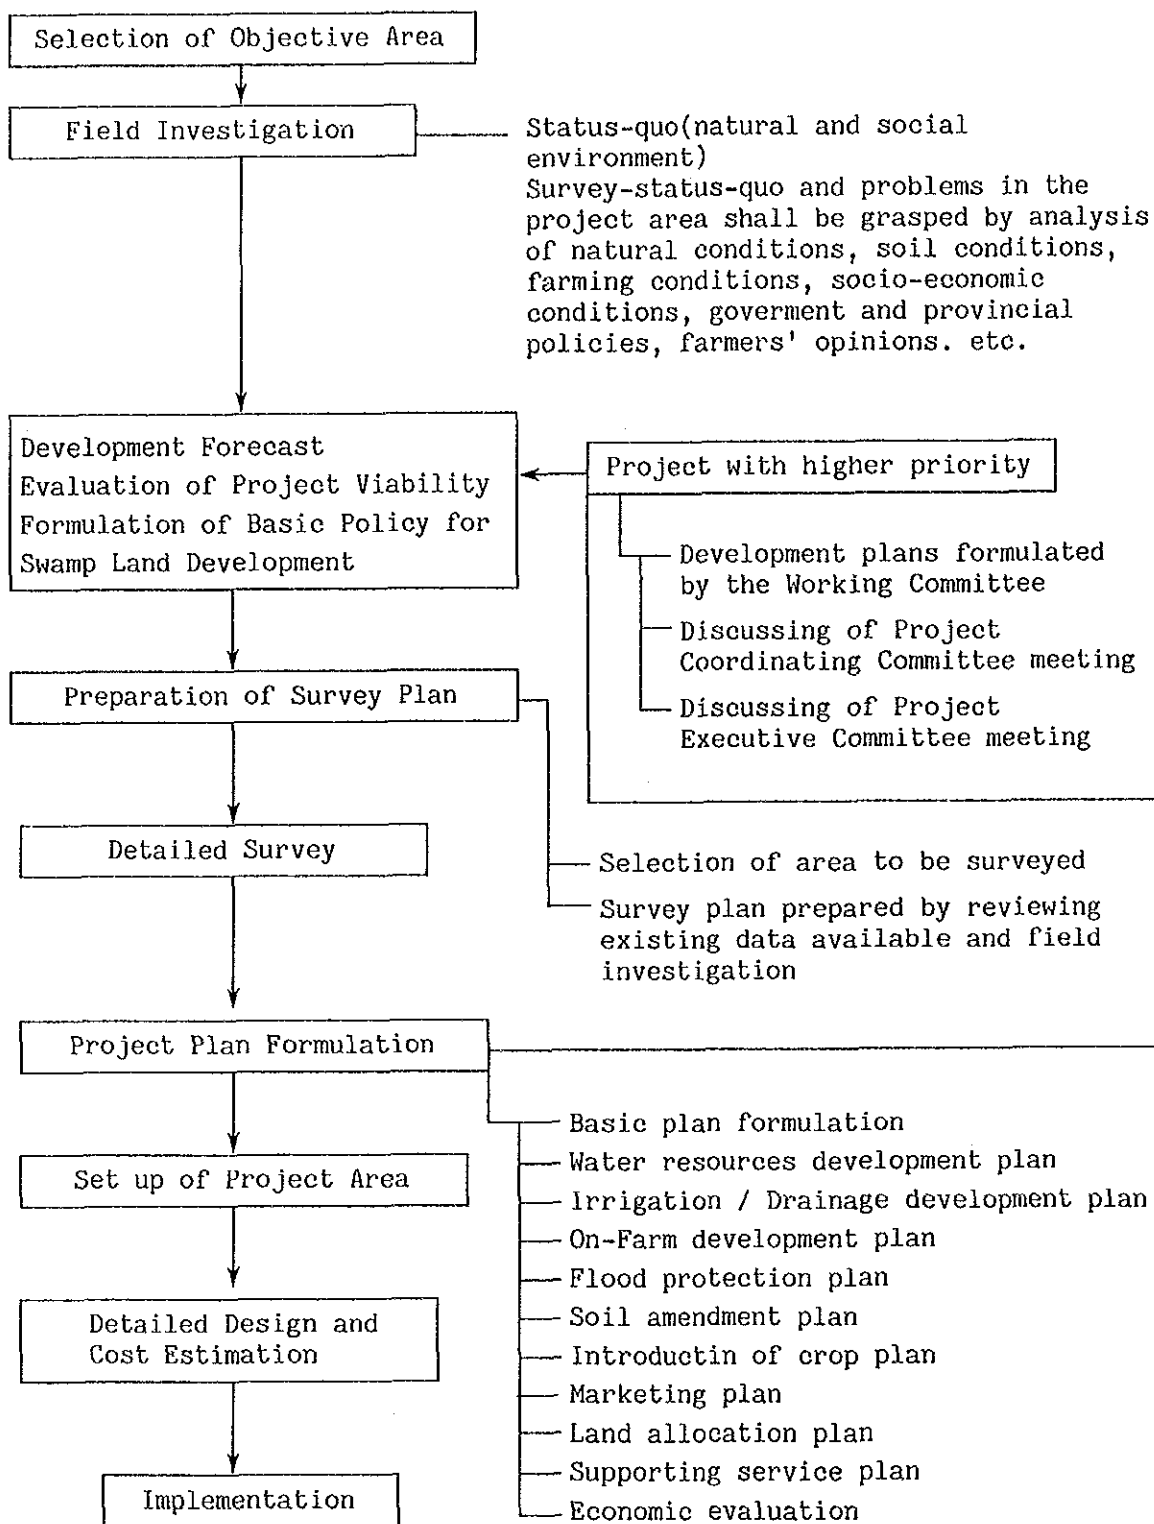 Selection of Objective Area
Field Investigation
Status-quo(natural and social
environment)
Survey-status-quo and problems in the
project area shall be grasped by analysis
of natural conditions, soil conditions,
farming conditions, socio-economic
conditions, goverment and provincial
policies, farmers' opinions. etc.
Development Forecast
Evaluation of Project Viability
Formulation of Basic Policy for
Swamp Land Development
Project with higher priority
Development plans formulated
by the Working Committee
Discussing of Project
Coordinating Committee meeting
Discussing of Project
Executive Committee meeting
Preparation of Survey Plan
Detailed Survey
Selection of area to be surveyed
Survey plan prepared by reviewing
existing data available and field
investigation
Project Plan Formulation
Basic plan formulation
Water resources development plan
Irrigation / Drainage development plan
On-Farm development plan
Flood protection plan
Soil amendment plan
Introductin of crop plan
Marketing plan
Land allocation plan
Supporting service plan
Economic evaluation
Set up of Project Area
Detailed Design and
Cost Estimation
Implementation